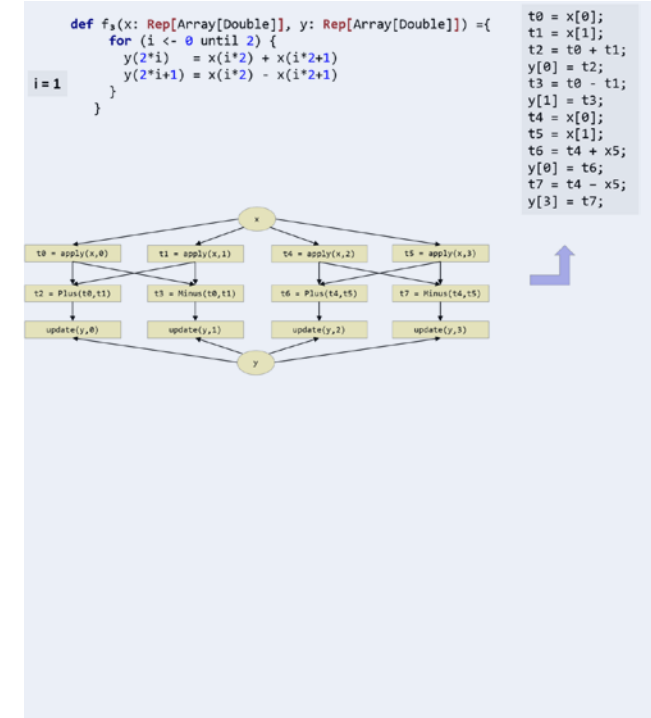 def f₃(x: Rep[Array[Double]], y: Rep[Array[Double]]) ={
for (i <- 0 until 2) {
y(2*i)   = x(i*2) + x(i*2+1)
y(2*i+1) = x(i*2) - x(i*2+1)
}
}
i = 1
t0 = x[0];
t1 = x[1];
t2 = t0 + t1;
y[0] = t2;
t3 = t0 - t1;
y[1] = t3;
t4 = x[0];
t5 = x[1];
t6 = t4 + x5;
y[0] = t6;
t7 = t4 – x5;
y[3] = t7;
x
t0 = apply(x,0) t1 = apply(x,1) t4 = apply(x,2) t5 = apply(x,3)
t2 = Plus(t0,t1) t3 = Minus(t0,t1) t6 = Plus(t4,t5) t7 = Minus(t4,t5)
update(y,0) update(y,1) update(y,2) update(y,3)
y